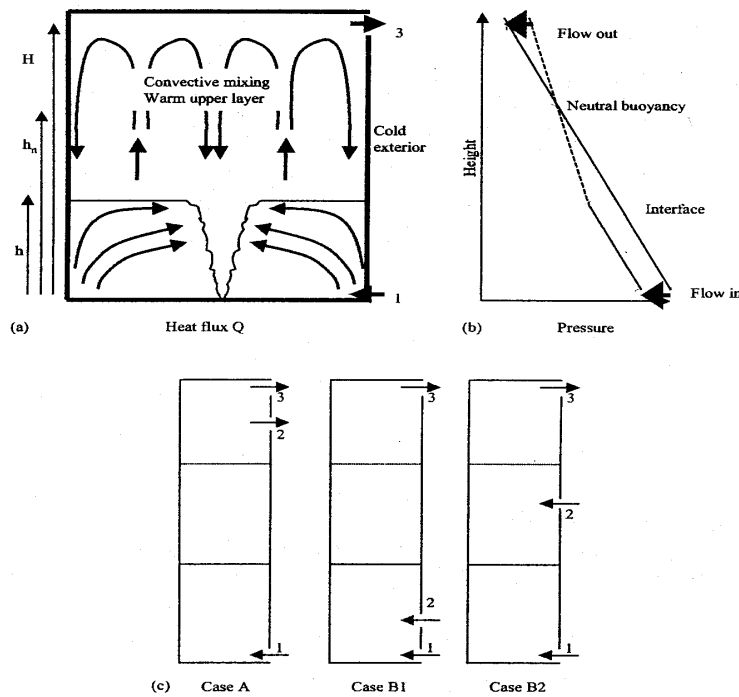 3
H
Convective mixing
Warm upper layer
h_n
Cold
exterior
h
1
(a)
Heat flux Q
Flow out
Neutral buoyancy
Height
Interface
Flow in
(b)
Pressure
3
2
1
3
2
1
3
2
1
(c)
Case A
Case B1
Case B2